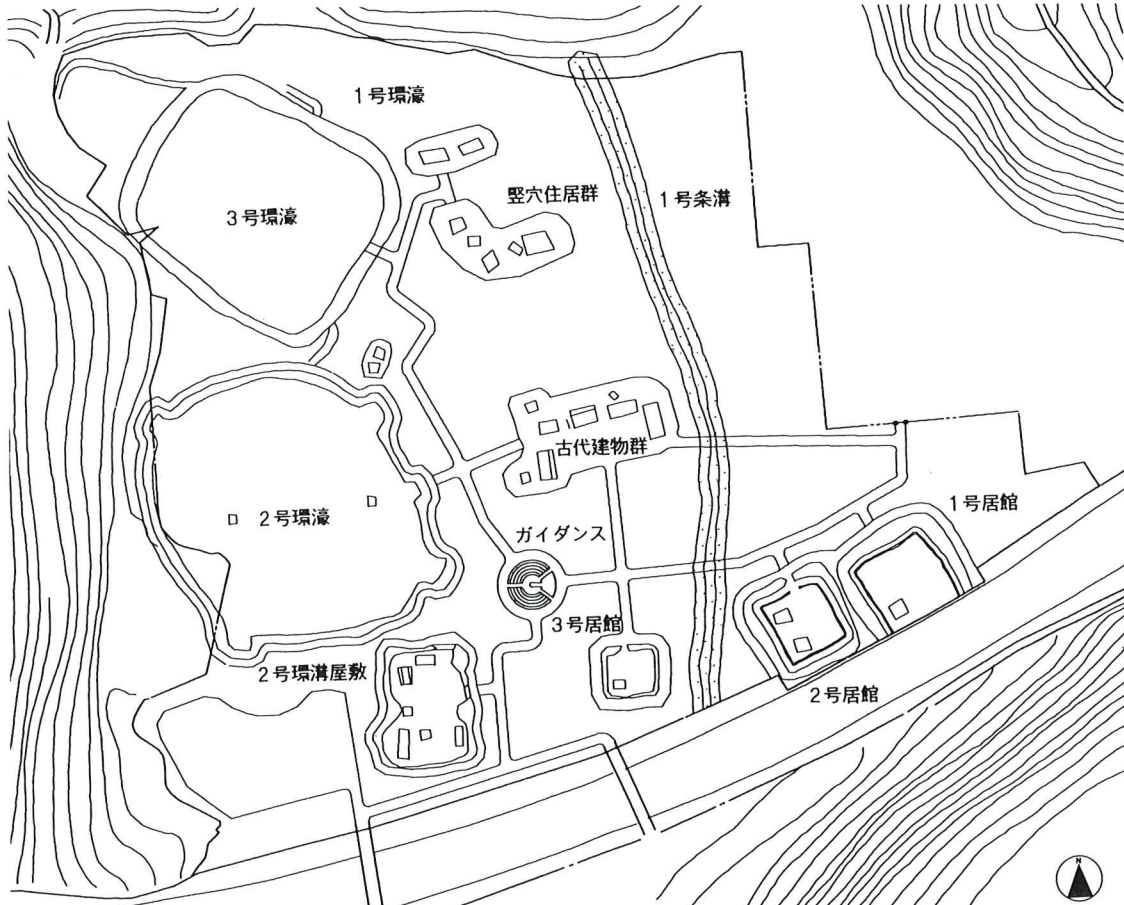 1号環濠
竪穴住居群
1号条溝
3号環濠
古代建物群
1号居館
2号環濠
ガイダンス
3号居館
2号環溝屋敷
2号居館
N